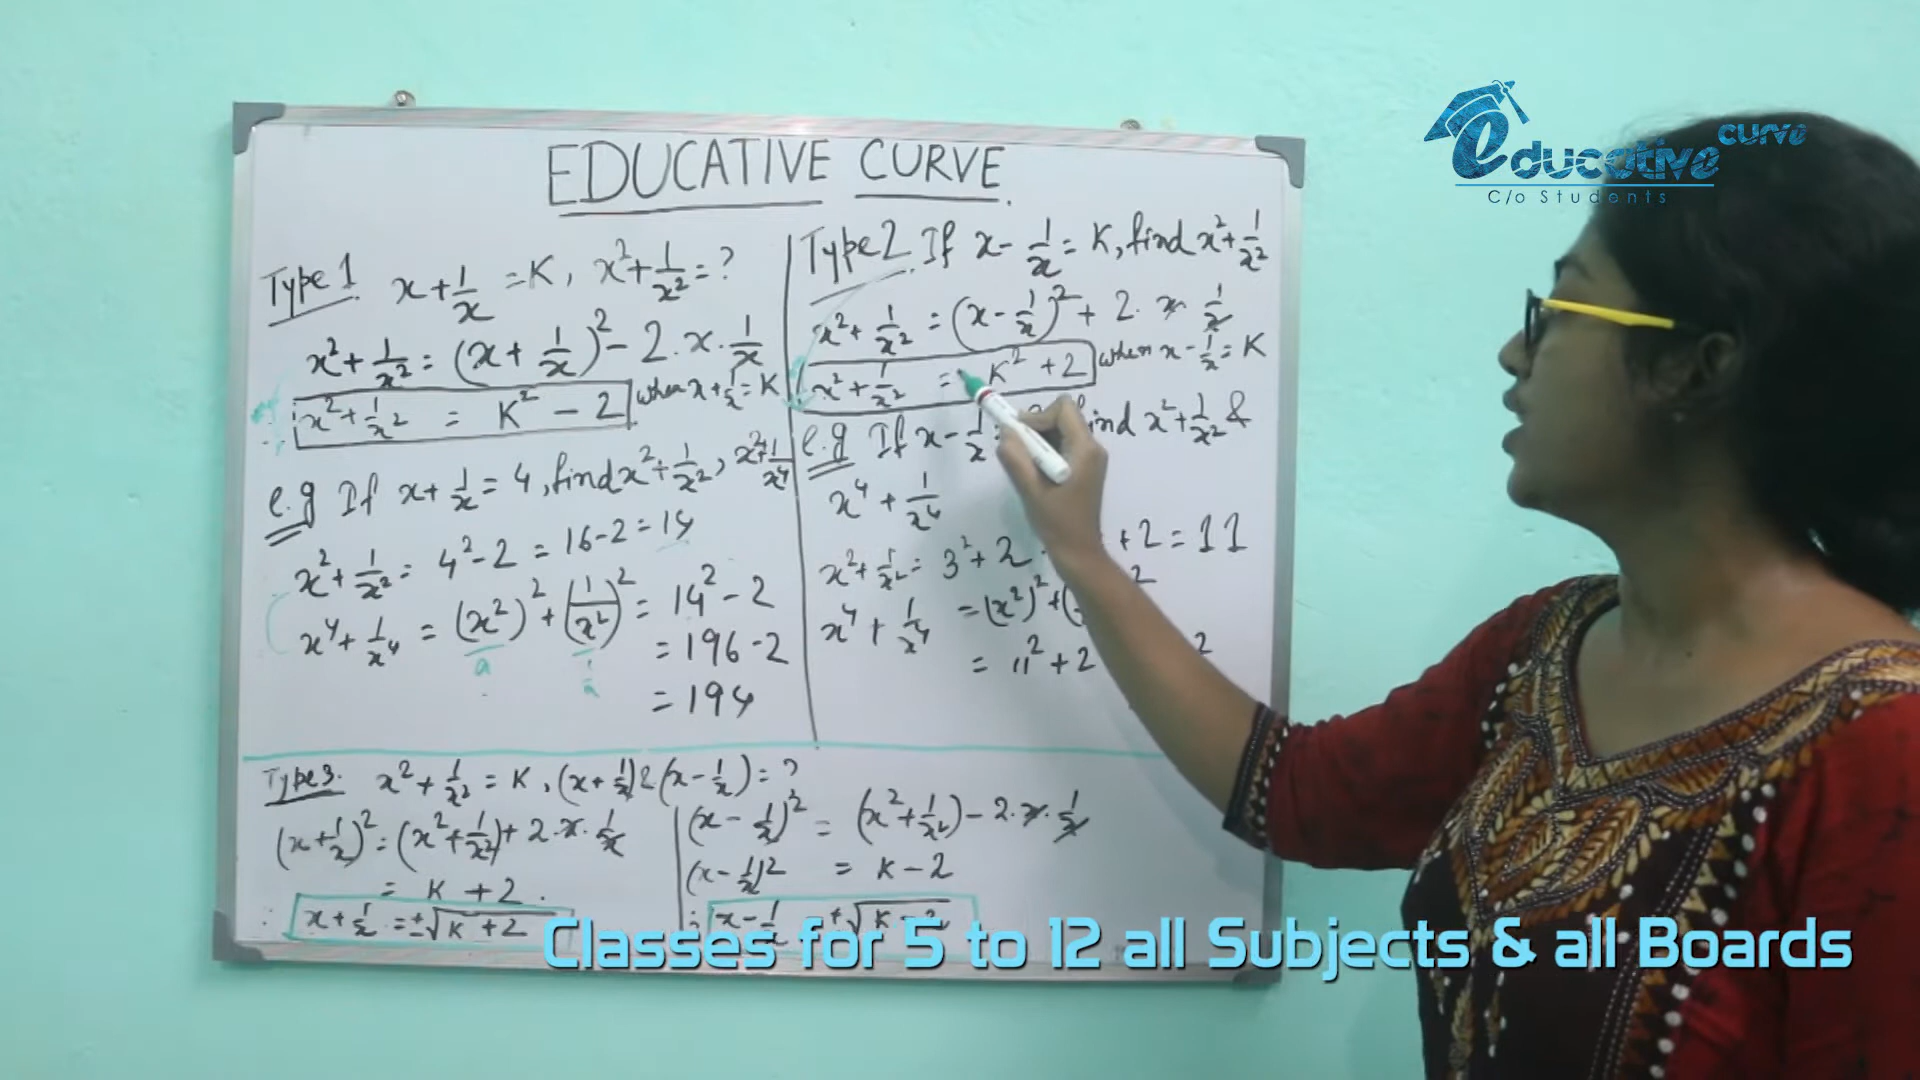 EDUCATIVE CURVE.
educative curve
C/o Students
Type 1 x + 1/x = K, x² + 1/x² = ?
x² + 1/x² = (x + 1/x)² - 2.x.1/x
∴ x² + 1/x² = K² - 2 when x + 1/x = K
e.g If x + 1/x = 4, find x² + 1/x², x⁴ + 1/x⁴
x² + 1/x² = 4² - 2 = 16 - 2 = 14
x⁴ + 1/x⁴ = (x²)² + (1/x²)² = 14² - 2
a 1/a
= 196 - 2
= 194
Type 2. If x - 1/x = K, find x² + 1/x²
x² + 1/x² = (x - 1/x)² + 2. x. 1/x
x² + 1/x² = K² + 2 when x - 1/x = K
e.g If x - 1/x find x² + 1/x² &
x⁴ + 1/x⁴
x² + 1/x² = 3² + 2 + 2 = 11
x⁴ + 1/x⁴ = (x²)² + ( ²
= 11² + 2 2
Type 3. x² + 1/x² = K, (x + 1/x) & (x - 1/x) = ?
(x + 1/x)² = (x² + 1/x²) + 2.x.1/x
= K + 2.
∴ x + 1/x = ±√K + 2
(x - 1/x)² = (x² + 1/x²) - 2.x.1/x
(x - 1/x)² = K - 2
∴ x - 1/x ±√K - 2
Classes for 5 to 12 all Subjects & all Boards